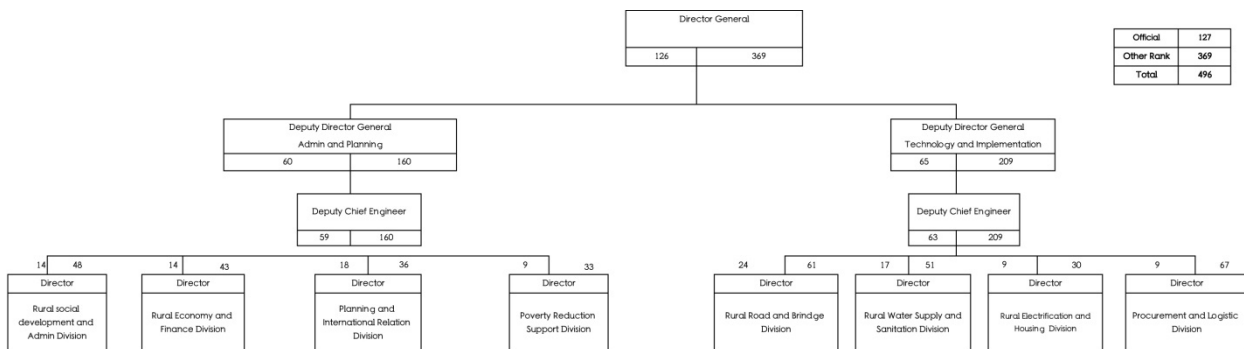 Director General
126 369
Official 127
Other Rank 369
Total 496
Deputy Director General
Admin and Planning
60 160
Deputy Director General
Technology and Implementation
65 209
Deputy Chief Engineer
59 160
Deputy Chief Engineer
63 209
14 48
Director
Rural social
development and
Admin Division
14 43
Director
Rural Economy and
Finance Division
18 36
Director
Planning and
International Relation
Division
9 33
Director
Poverty Reduction
Support Division
24 61
Director
Rural Road and Brindge
Division
17 51
Director
Rural Water Supply and
Sanitation Division
9 30
Director
Rural Electrification and
Housing Division
9 67
Director
Procurement and Logistic
Division